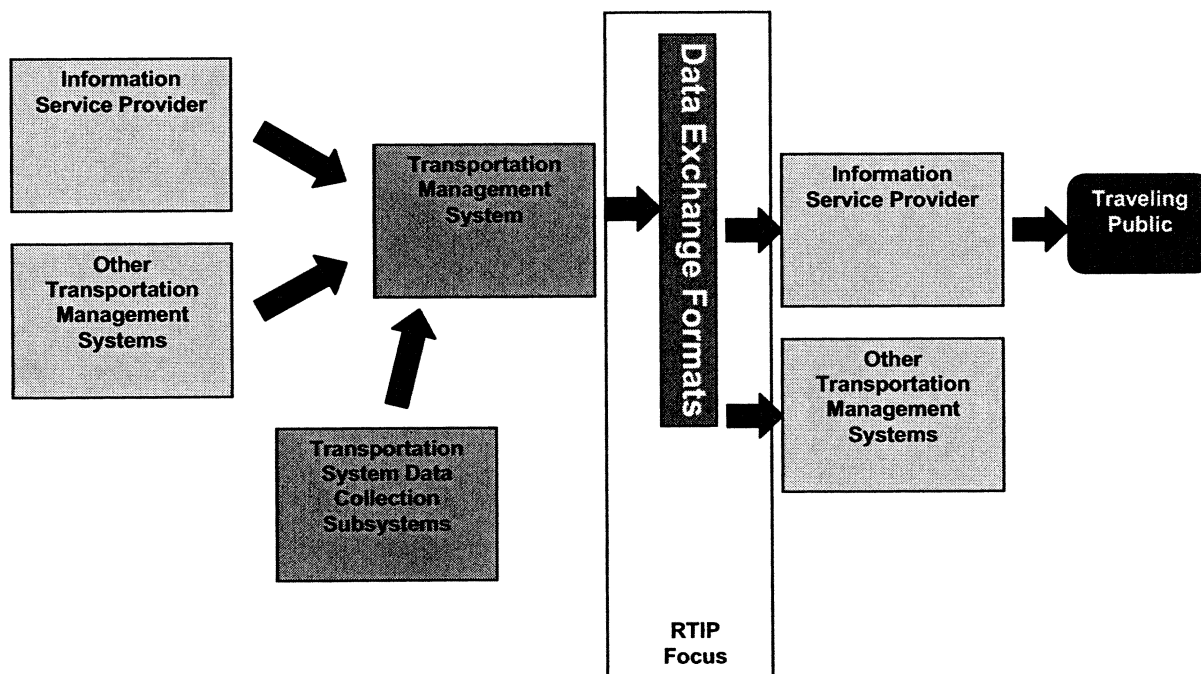 Information
Service Provider
Other
Transportation
Management
Systems
Transportation
Management
System
Transportation
System Data
Collection
Subsystems
Data Exchange Formats
RTIP
Focus
Information
Service Provider
Other
Transportation
Management
Systems
Traveling
Public